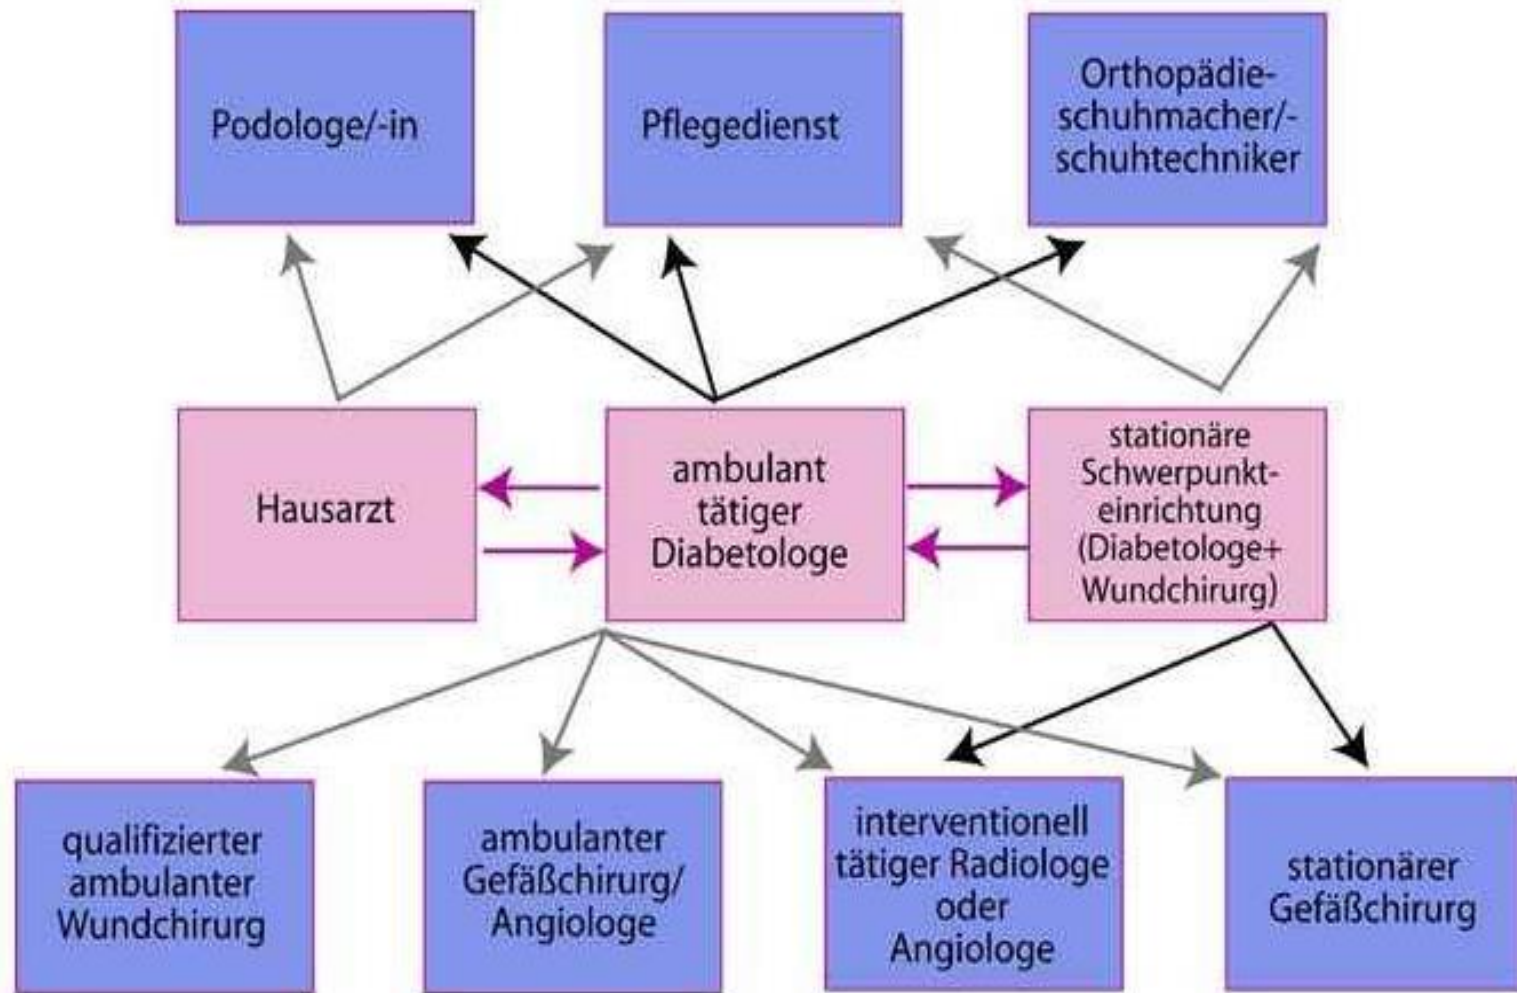 Podologe/-in
Pflegedienst
Orthopädie-
schuhmacher/-
schuhtechniker
Hausarzt
ambulant
tätiger
Diabetologe
stationäre
Schwerpunkt-
einrichtung
(Diabetologe+
Wundchirurg)
qualifizierter
ambulanter
Wundchirurg
ambulanter
Gefäßchirurg/
Angiologe
interventionell
tätiger Radiologe
oder
Angiologe
stationärer
Gefäßchirurg